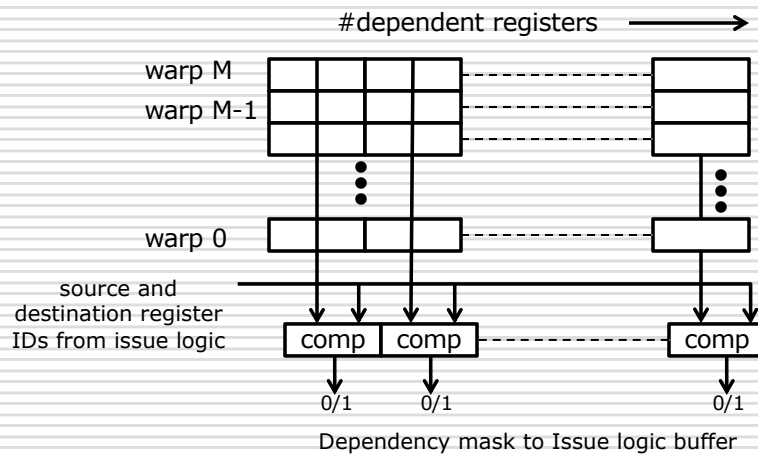 #dependent registers
warp M
warp M-1
warp 0
source and
destination register
IDs from issue logic
comp comp comp
0/1 0/1 0/1
Dependency mask to Issue logic buffer